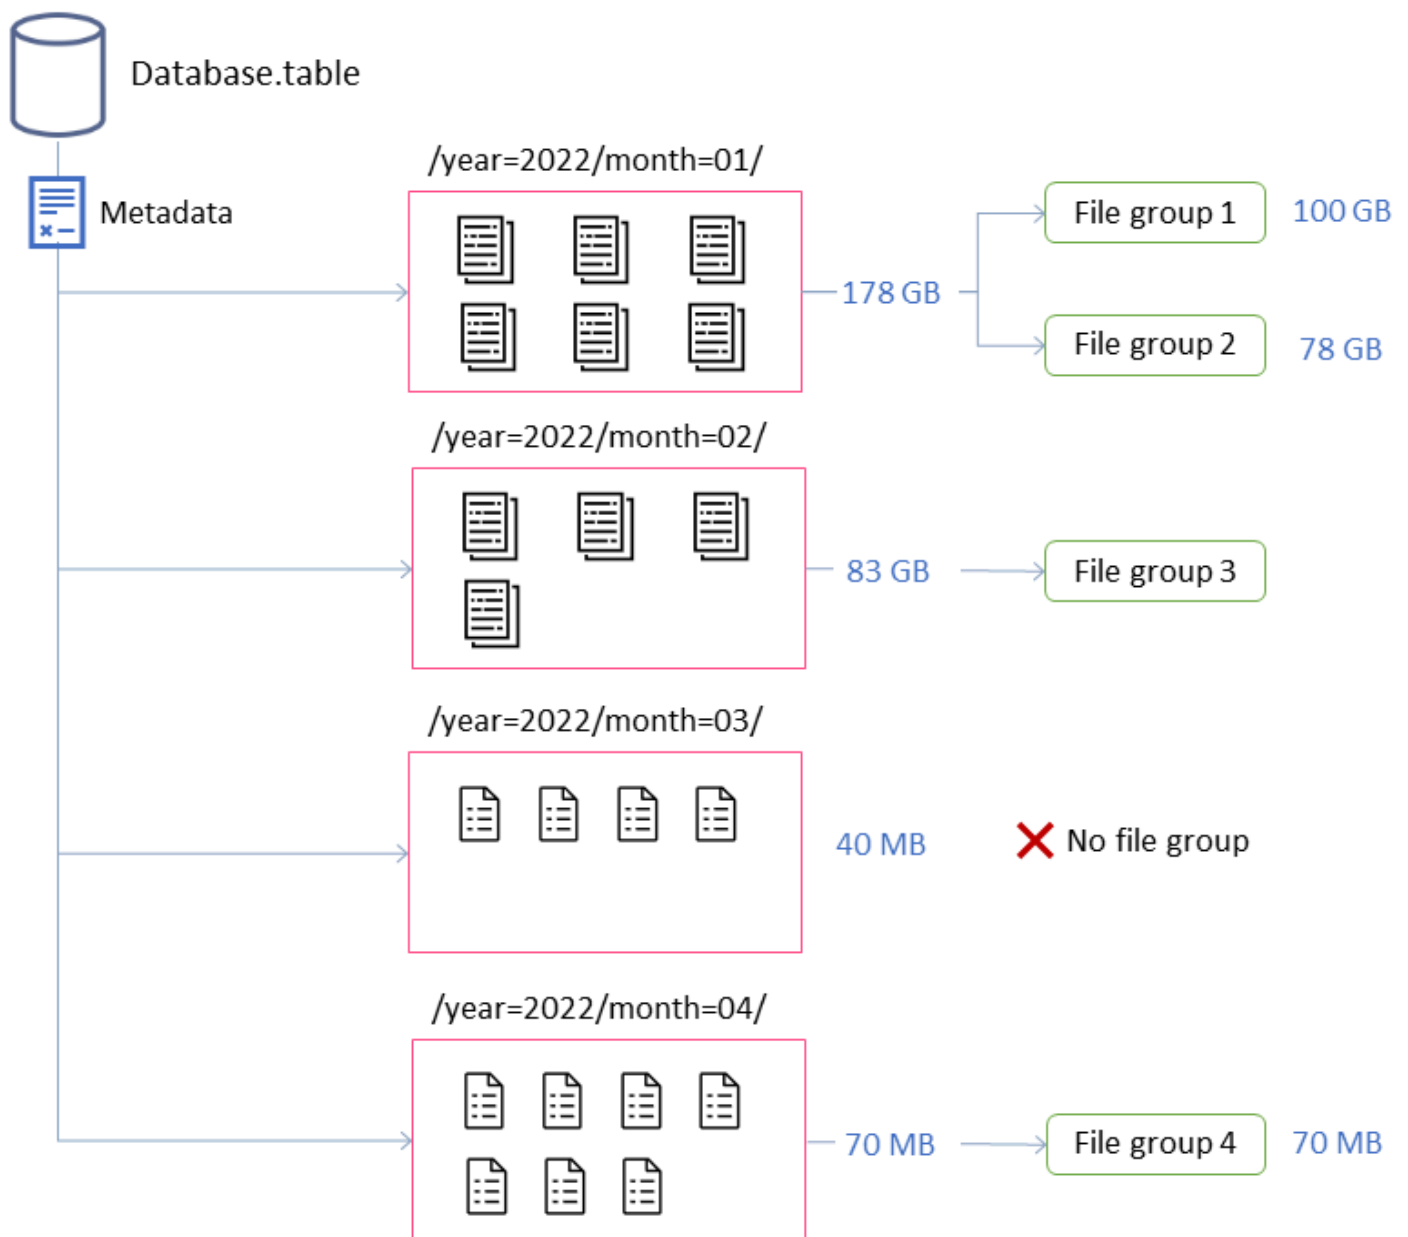 Database.table
Metadata
/year=2022/month=01/
178 GB
File group 1
100 GB
File group 2
78 GB
/year=2022/month=02/
83 GB
File group 3
/year=2022/month=03/
40 MB
No file group
/year=2022/month=04/
70 MB
File group 4
70 MB